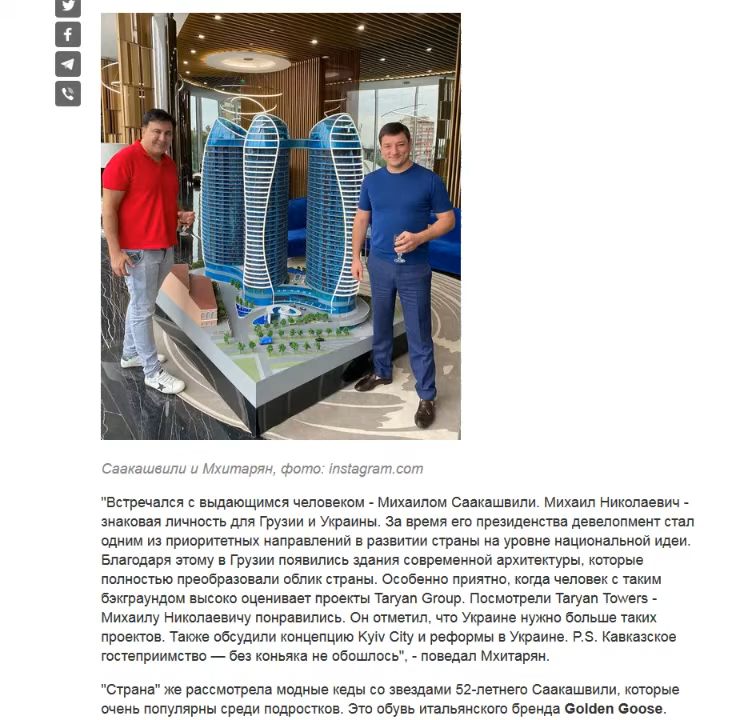 Саакашвили и Мхитарян, фото: instagram.com
"Встречался с выдающимся человеком - Михаилом Саакашвили. Михаил Николаевич -
знаковая личность для Грузии и Украины. За время его президенства девелопмент стал
одним из приоритетных направлений в развитии страны на уровне национальной идеи.
Благодаря этому в Грузии появились здания современной архитектуры, которые
полностью преобразовали облик страны. Особенно приятно, когда человек с таким
бэкграундом высоко оценивает проекты Taryan Group. Посмотрели Taryan Towers -
Михаилу Николаевичу понравились. Он отметил, что Украине нужно больше таких
проектов. Также обсудили концепцию Kyiv City и реформы в Украине. P.S. Кавказское
гостеприимство — без коньяка не обошлось", - поведал Мхитарян.
"Страна" же рассмотрела модные кеды со звездами 52-летнего Саакашвили, которые
очень популярны среди подростков. Это обувь итальянского бренда Golden Goose.